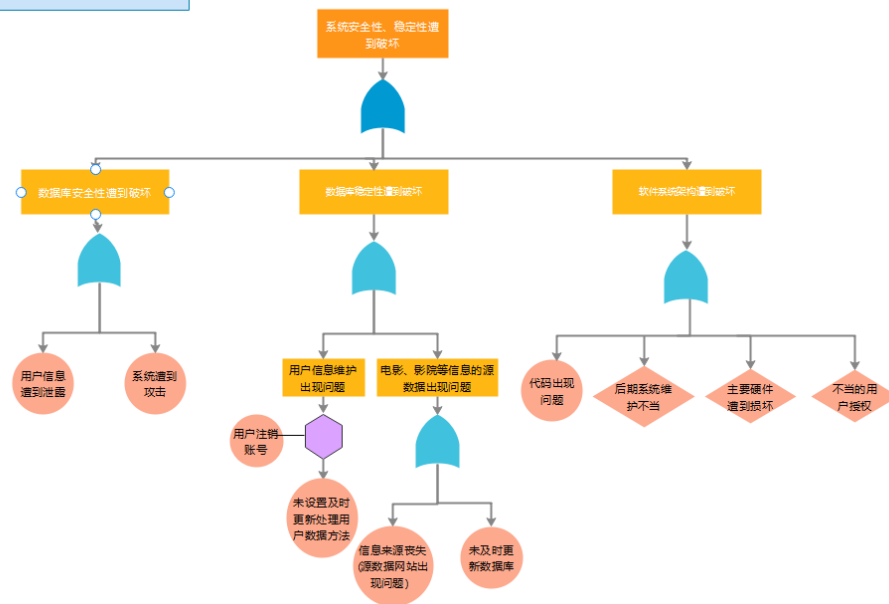 系统安全性、稳定性遭
到破坏
数据库安全性遭到破坏
数据库稳定性遭到破坏
软件系统架构遭到破坏
用户信息
遭到泄露
系统遭到
攻击
用户信息维护
出现问题
电影、影院等信息的源
数据出现问题
代码出现
问题
后期系统维
护不当
主要硬件
遭到损坏
不当的用
户授权
用户注销
账号
未设置及时
更新处理用
户数据方法
信息来源丧失
(源数据网站出
现问题)
未及时更
新数据库